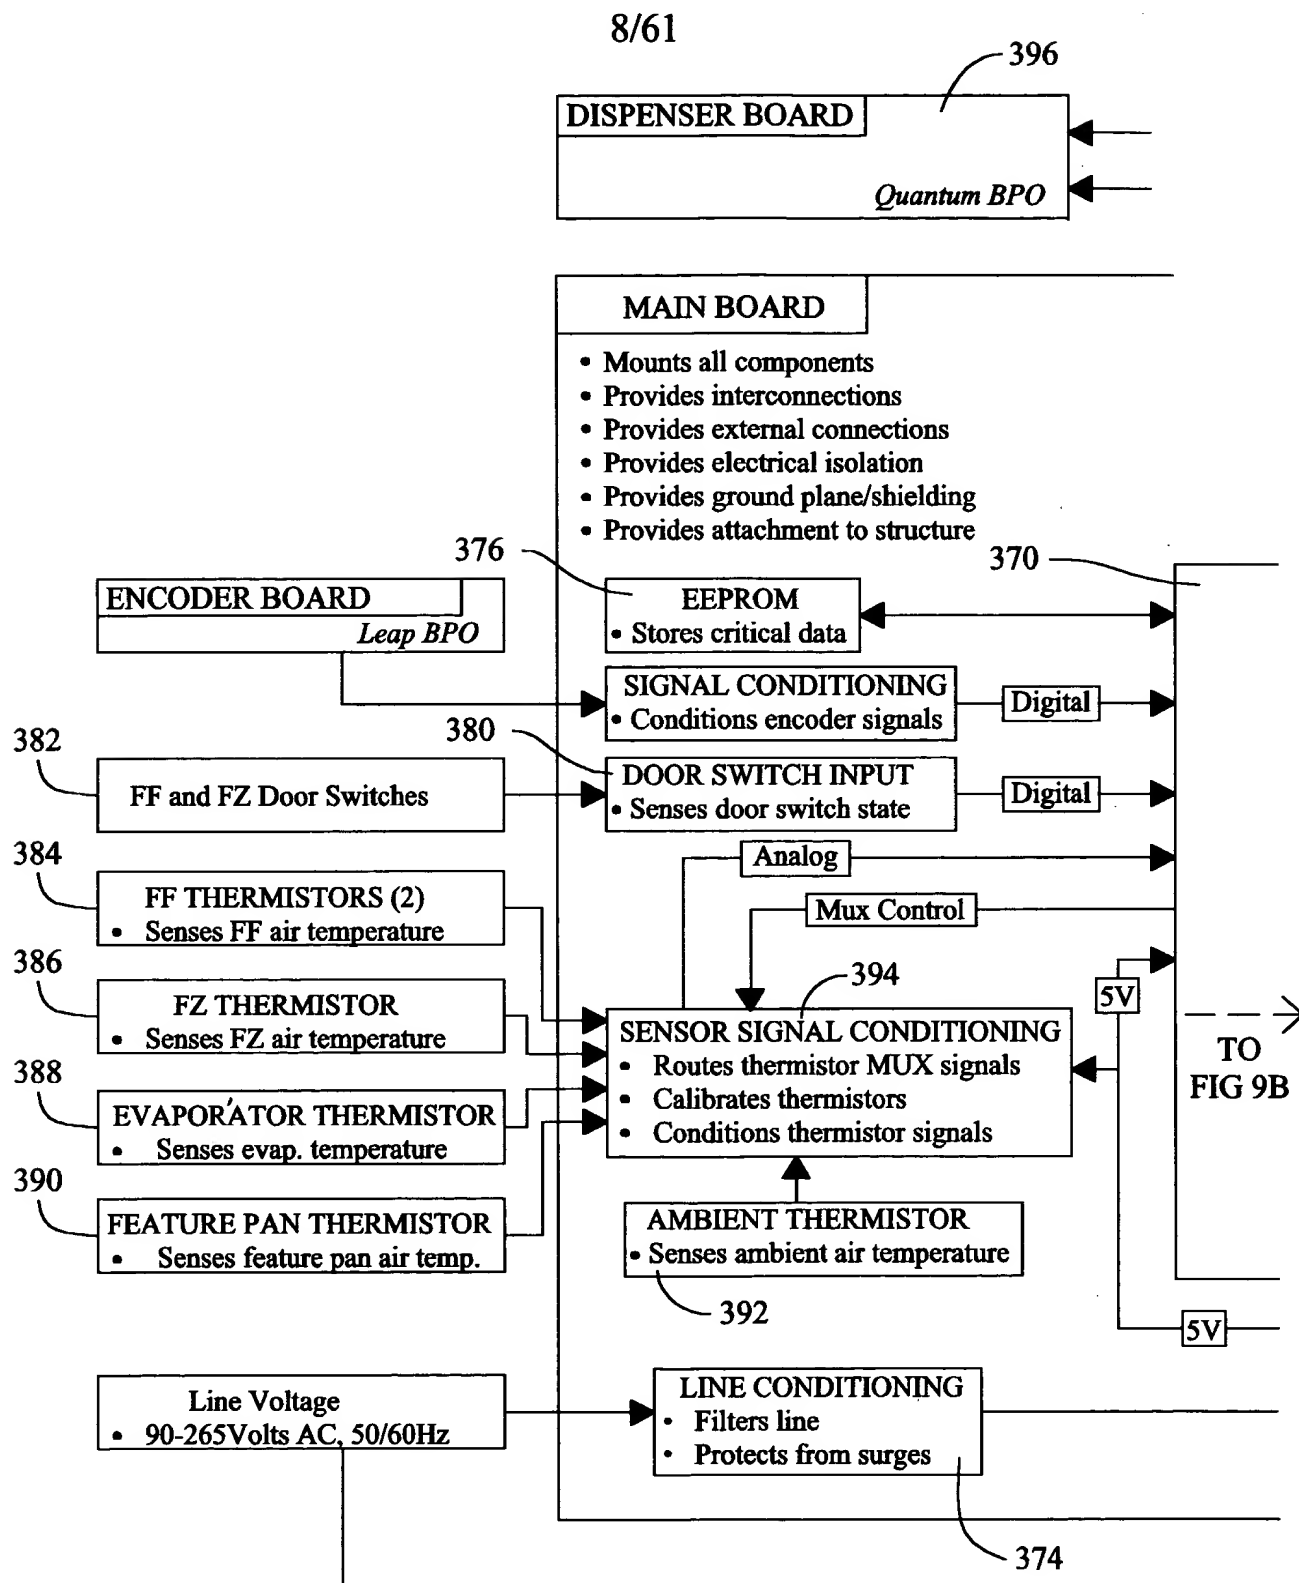 8/61
396
DISPENSER BOARD
Quantum BPO
MAIN BOARD
• Mounts all components
• Provides interconnections
• Provides external connections
• Provides electrical isolation
• Provides ground plane/shielding
• Provides attachment to structure
376
370
ENCODER BOARD
Leap BPO
EEPROM
• Stores critical data
SIGNAL CONDITIONING
• Conditions encoder signals
Digital
382
380
FF and FZ Door Switches
DOOR SWITCH INPUT
• Senses door switch state
Digital
384
Analog
FF THERMISTORS (2)
• Senses FF air temperature
Mux Control
386
394
5V
FZ THERMISTOR
• Senses FZ air temperature
SENSOR SIGNAL CONDITIONING
• Routes thermistor MUX signals
• Calibrates thermistors
• Conditions thermistor signals
TO
FIG 9B
388
EVAPORATOR THERMISTOR
• Senses evap. temperature
390
FEATURE PAN THERMISTOR
• Senses feature pan air temp.
AMBIENT THERMISTOR
• Senses ambient air temperature
392
5V
Line Voltage
• 90-265Volts AC, 50/60Hz
LINE CONDITIONING
• Filters line
• Protects from surges
374